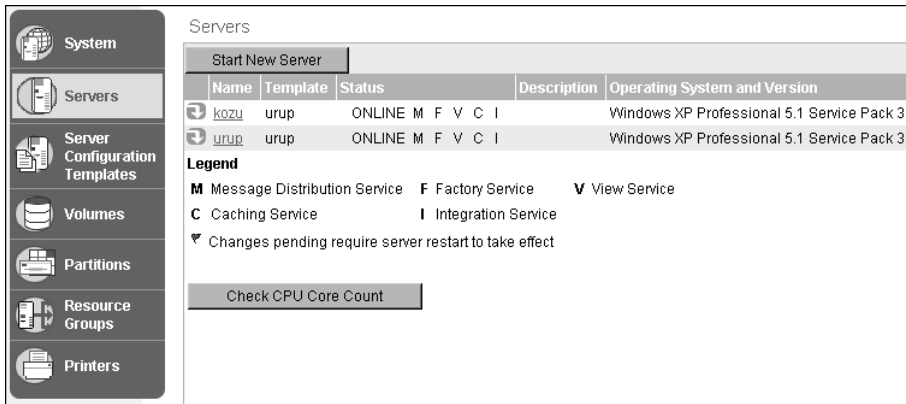 System
Servers
Server
Configuration
Templates
Volumes
Partitions
Resource
Groups
Printers
Servers
Start New Server
Name Template Status Description Operating System and Version
kozu urup ONLINE M F V C I Windows XP Professional 5.1 Service Pack 3
urup urup ONLINE M F V C I Windows XP Professional 5.1 Service Pack 3
Legend
M Message Distribution Service F Factory Service V View Service
C Caching Service I Integration Service
Changes pending require server restart to take effect
Check CPU Core Count